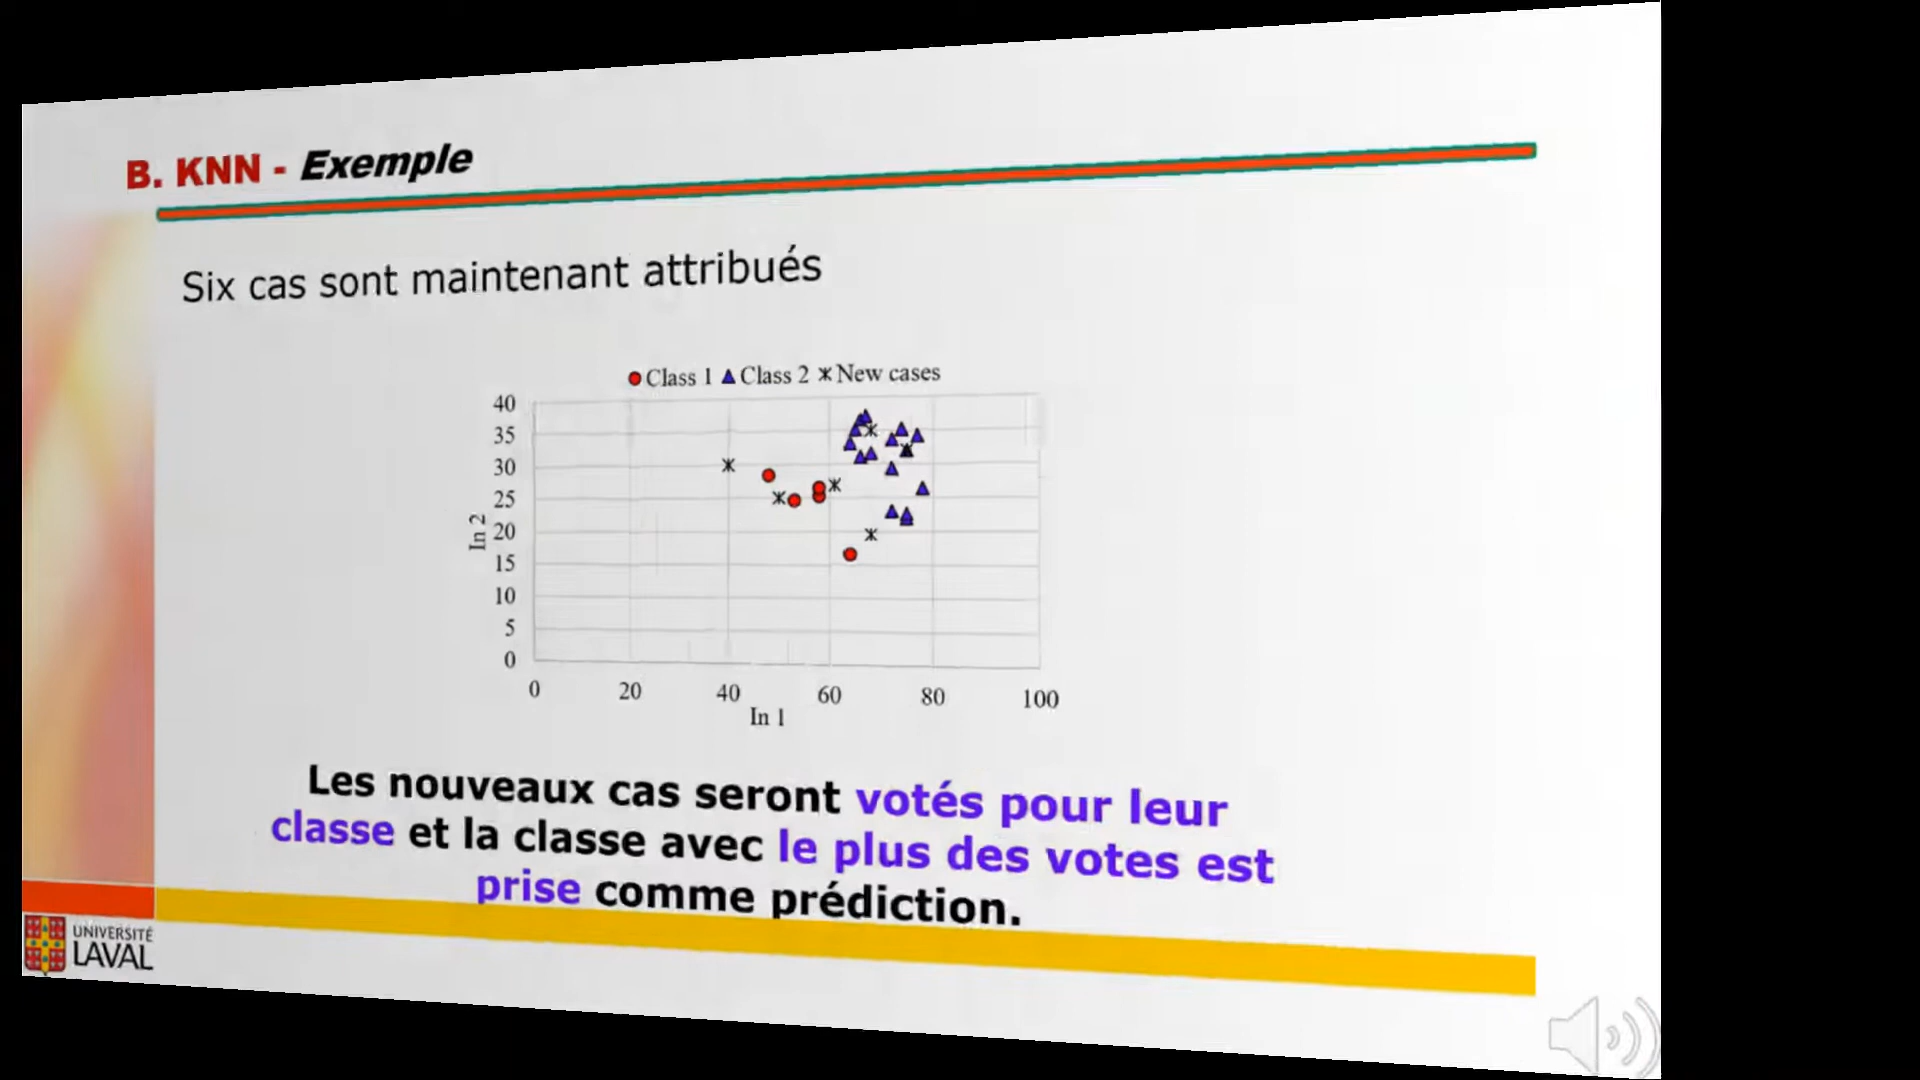 B. KNN - Exemple
Six cas sont maintenant attribués
Class 1 Class 2 New cases
40
35
30
25
20
15
10
5
0
In 2
0 20 40 60 80 100
In 1
Les nouveaux cas seront votés pour leur
classe et la classe avec le plus des votes est
prise comme prédiction.
UNIVERSITÉ
LAVAL